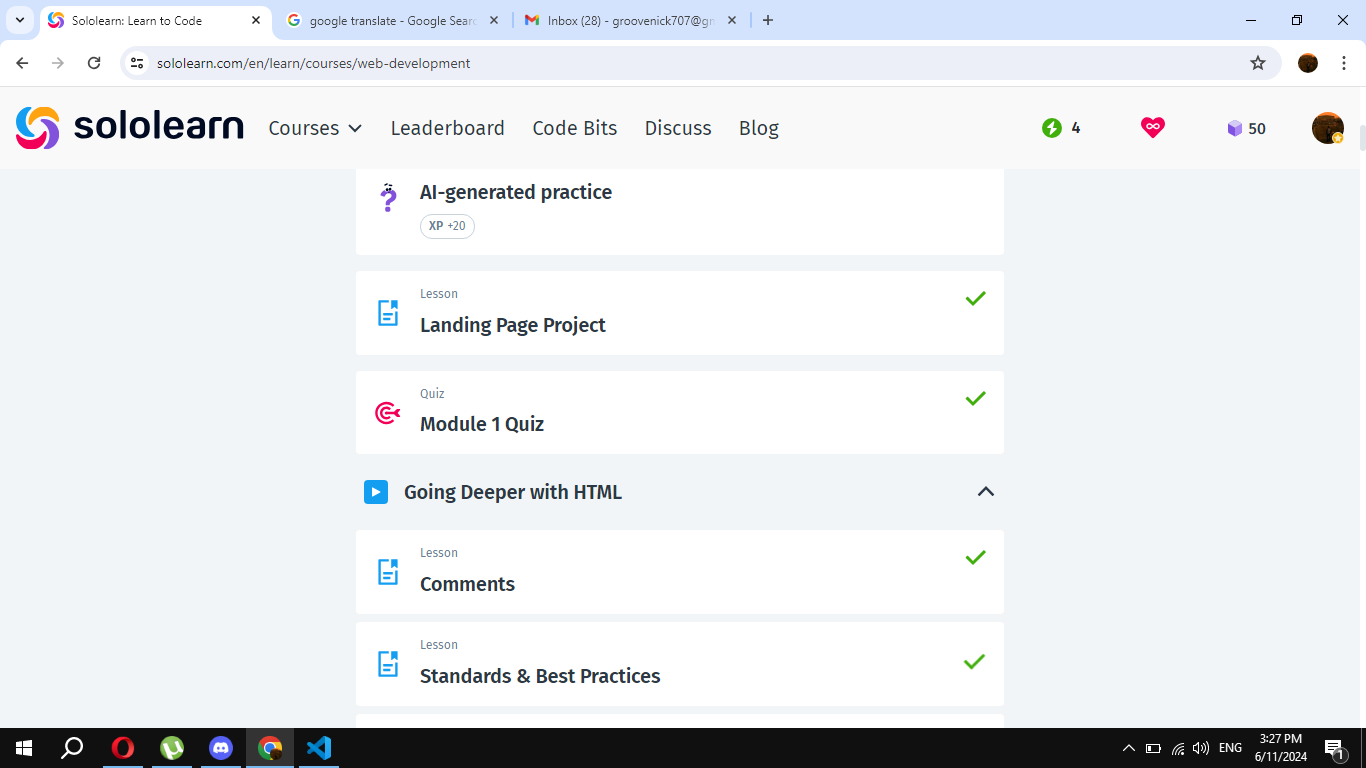 Sololearn: Learn to Code
google translate - Google Sear
Inbox (28) - groovenick707@g
sololearn.com/en/learn/courses/web-development
sololearn
Courses
Leaderboard
Code Bits
Discuss
Blog
4
50
AI-generated practice
XP +20
Lesson
Landing Page Project
Quiz
Module 1 Quiz
Going Deeper with HTML
Lesson
Comments
Lesson
Standards & Best Practices
ENG
3:27 PM
6/11/2024
1